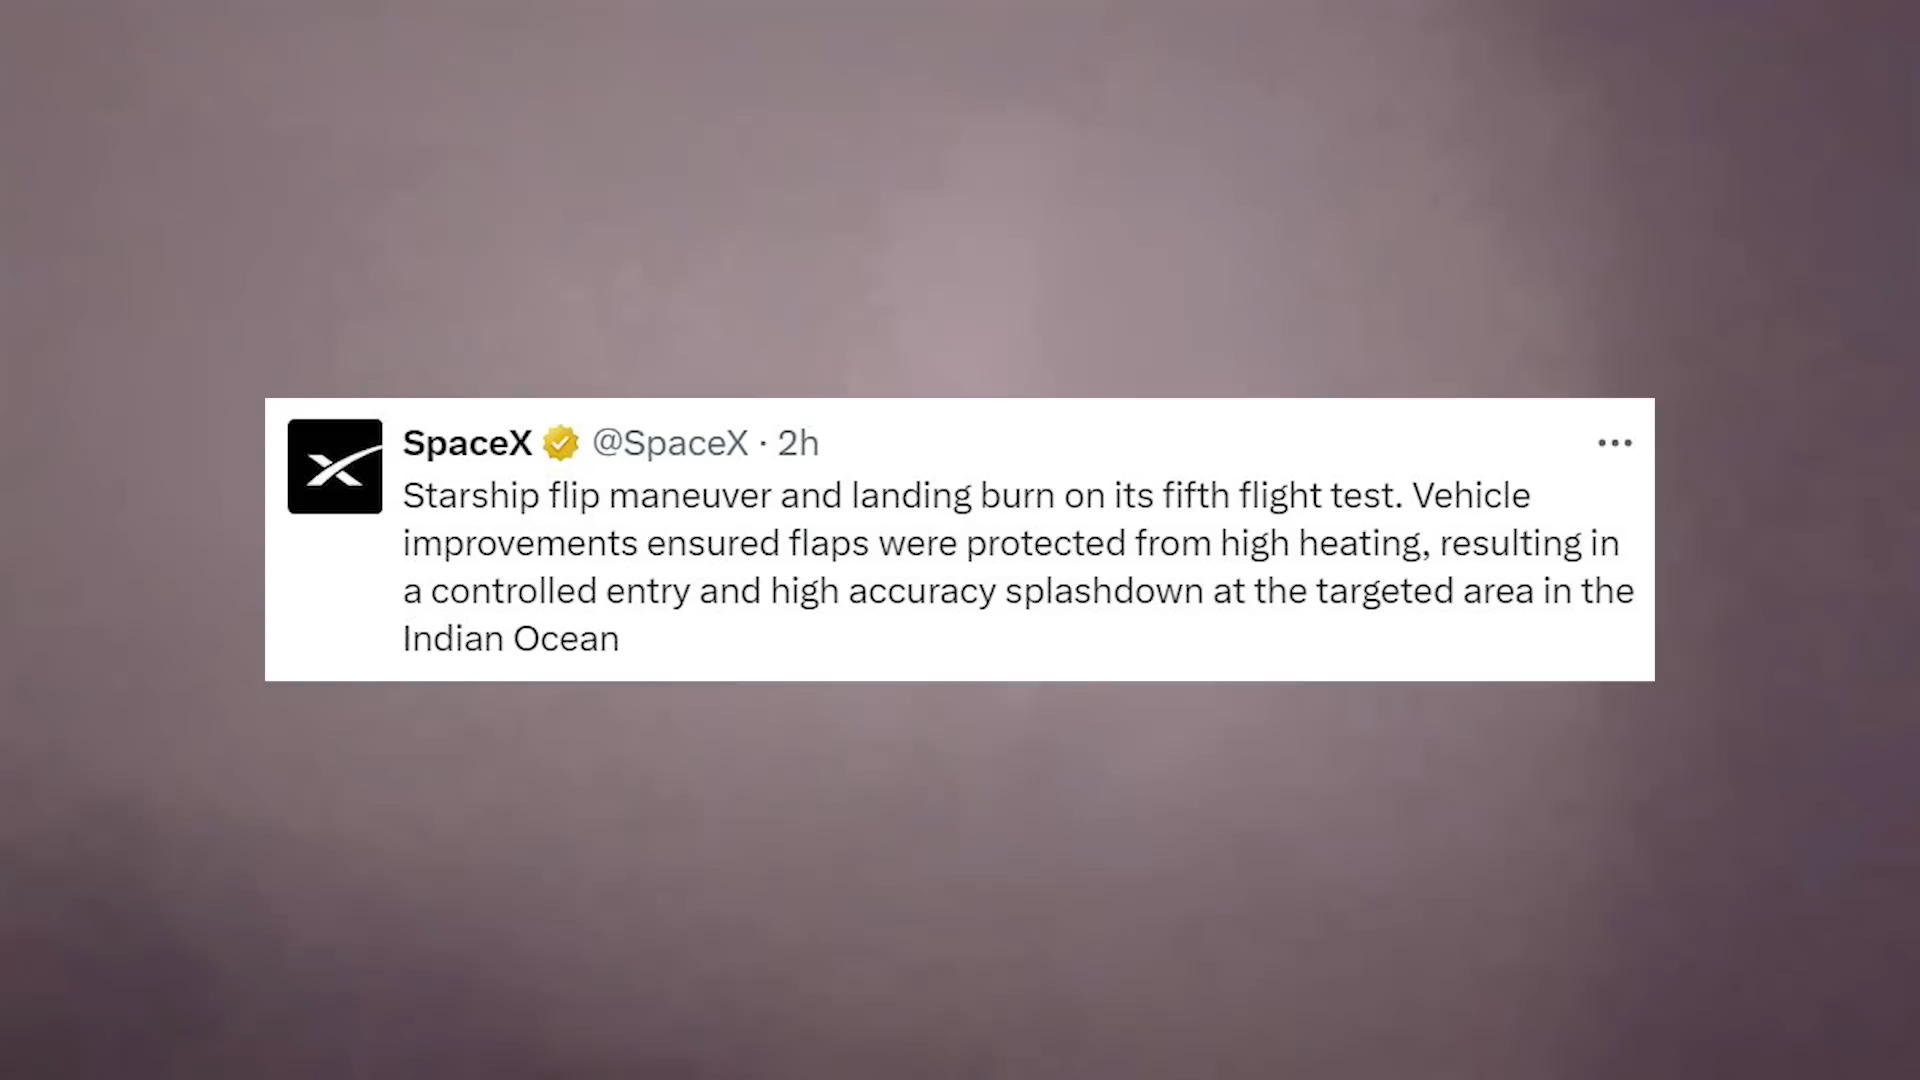 SpaceX @SpaceX · 2h
Starship flip maneuver and landing burn on its fifth flight test. Vehicle
improvements ensured flaps were protected from high heating, resulting in
a controlled entry and high accuracy splashdown at the targeted area in the
Indian Ocean